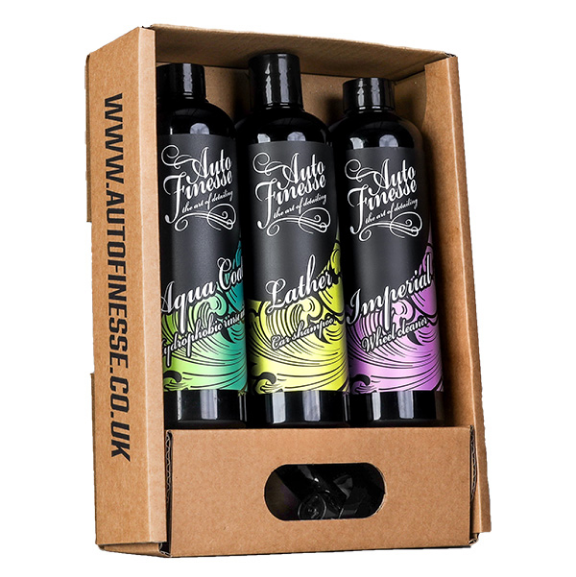 WWW.AUTOFINESSE.CO.UK
Auto
Finesse
the art of detailing
Aqua Coat
Auto
Finesse
the art of detailing
Lather
Car shampoo
Auto
Finesse
the art of detailing
Imperial
Wheel cleaner